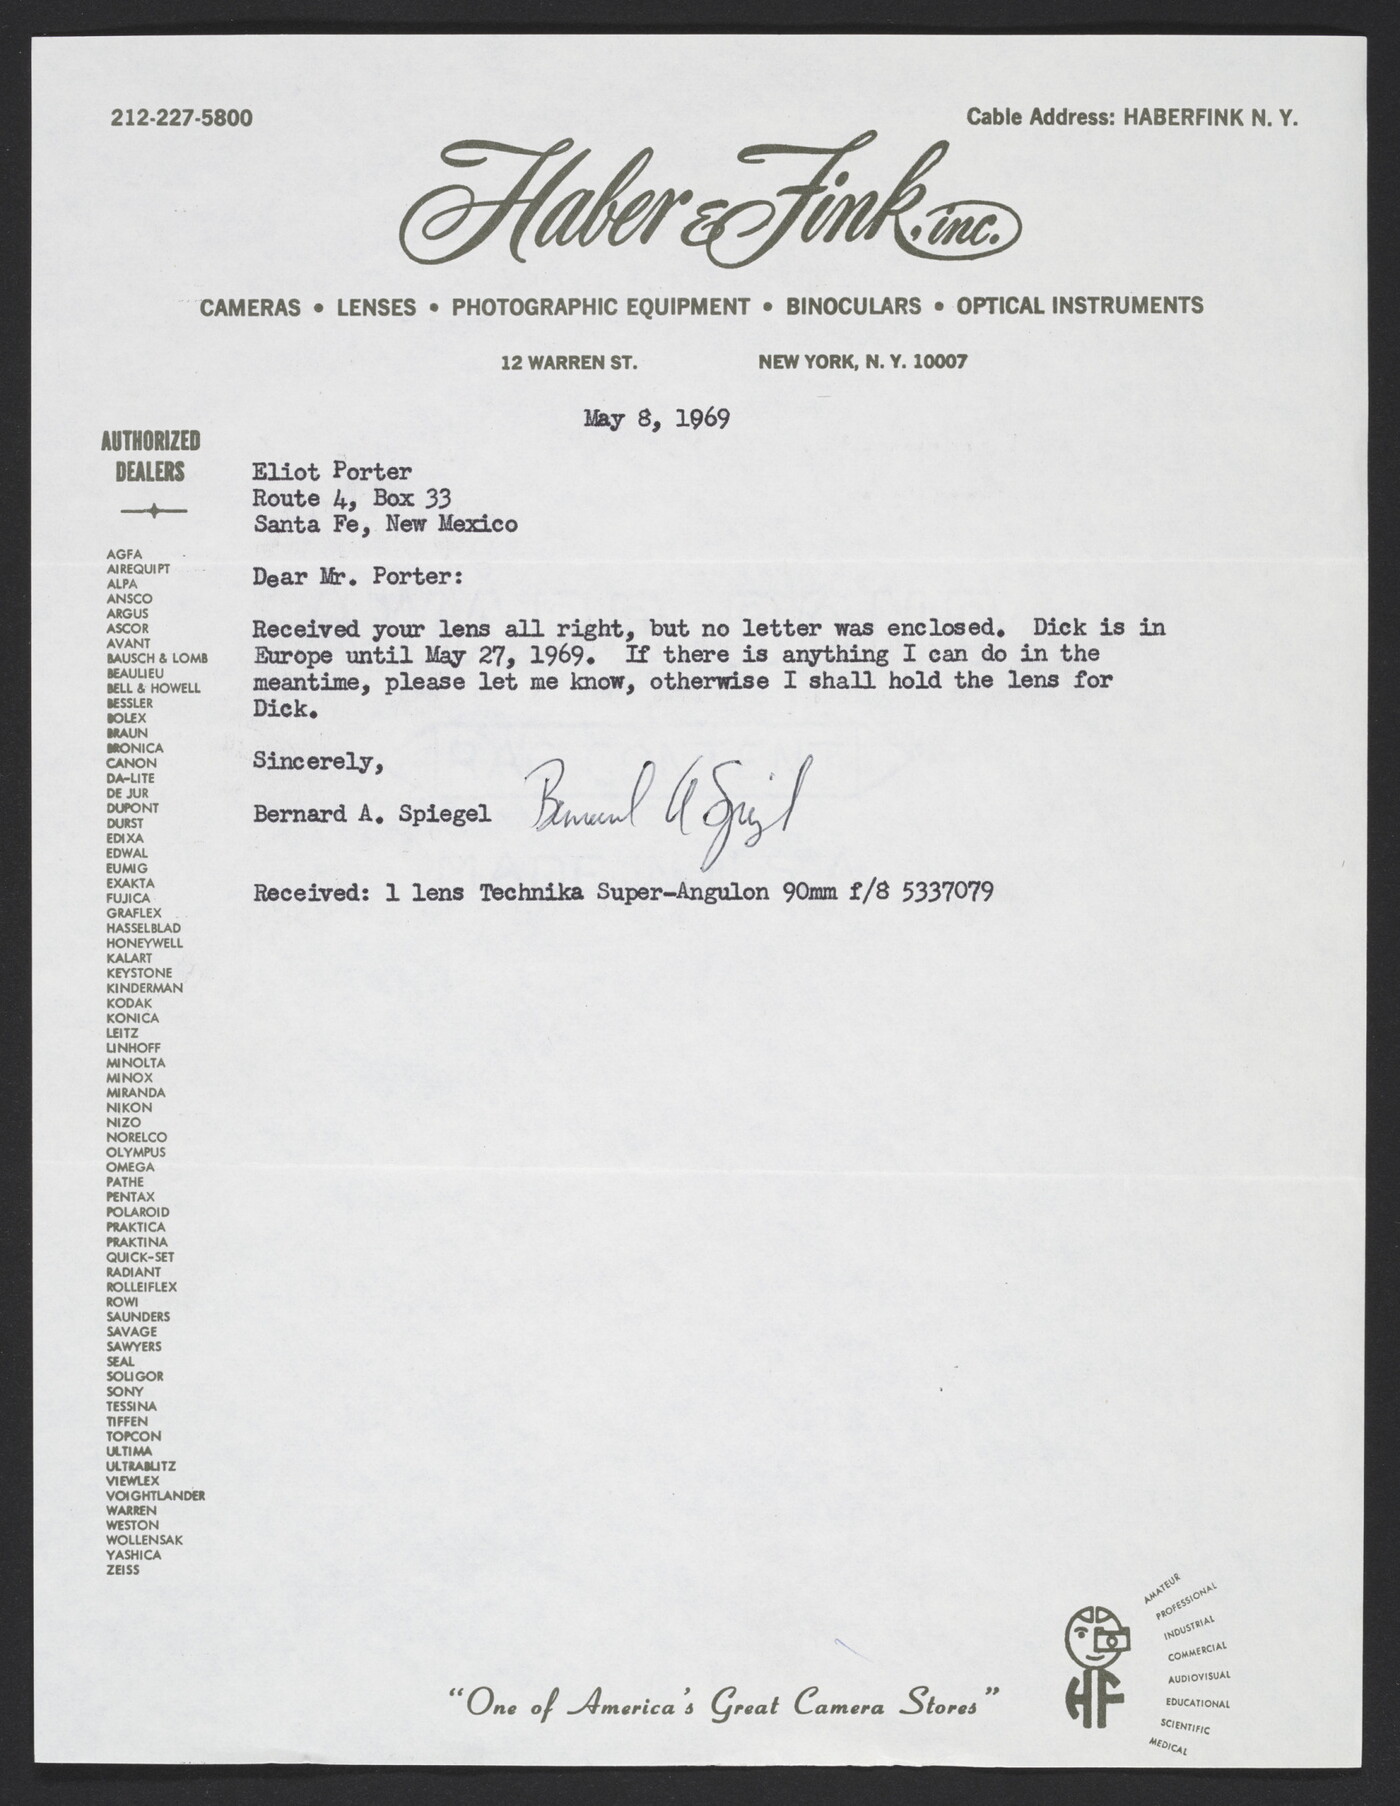 212-227-5800
Cable Address: HABERFINK N. Y.
Haber & Fink, inc.
CAMERAS • LENSES • PHOTOGRAPHIC EQUIPMENT • BINOCULARS • OPTICAL INSTRUMENTS
12 WARREN ST. NEW YORK, N. Y. 10007
May 8, 1969
Eliot Porter
Route 4, Box 33
Santa Fe, New Mexico
Dear Mr. Porter:
Received your lens all right, but no letter was enclosed. Dick is in
Europe until May 27, 1969. If there is anything I can do in the
meantime, please let me know, otherwise I shall hold the lens for
Dick.
Sincerely,
Bernard A. Spiegel
Bernard A Spiegel
Received: 1 lens Technika Super-Angulon 90mm f/8 5337079
AUTHORIZED
DEALERS
AGFA
AIREQUIPT
ALPA
ANSCO
ARGUS
ASCOR
AVANT
BAUSCH & LOMB
BEAULIEU
BELL & HOWELL
BESSLER
BOLEX
BRAUN
BRONICA
CANON
DA-LITE
DE JUR
DUPONT
DURST
EDIXA
EDWAL
EUMIG
EXAKTA
FUJICA
GRAFLEX
HASSELBLAD
HONEYWELL
KALART
KEYSTONE
KINDERMAN
KODAK
KONICA
LEITZ
LINHOFF
MINOLTA
MINOX
MIRANDA
NIKON
NIZO
NORELCO
OLYMPUS
OMEGA
PATHE
PENTAX
POLAROID
PRAKTICA
PRAKTINA
QUICK-SET
RADIANT
ROLLEIFLEX
ROWI
SAUNDERS
SAVAGE
SAWYERS
SEAL
SOLIGOR
SONY
TESSINA
TIFFEN
TOPCON
ULTIMA
ULTRABLITZ
VIEWLEX
VOIGHTLANDER
WARREN
WESTON
WOLLENSAK
YASHICA
ZEISS
"One of America's Great Camera Stores"
HF
AMATEUR
PROFESSIONAL
INDUSTRIAL
COMMERCIAL
AUDIOVISUAL
EDUCATIONAL
SCIENTIFIC
MEDICAL